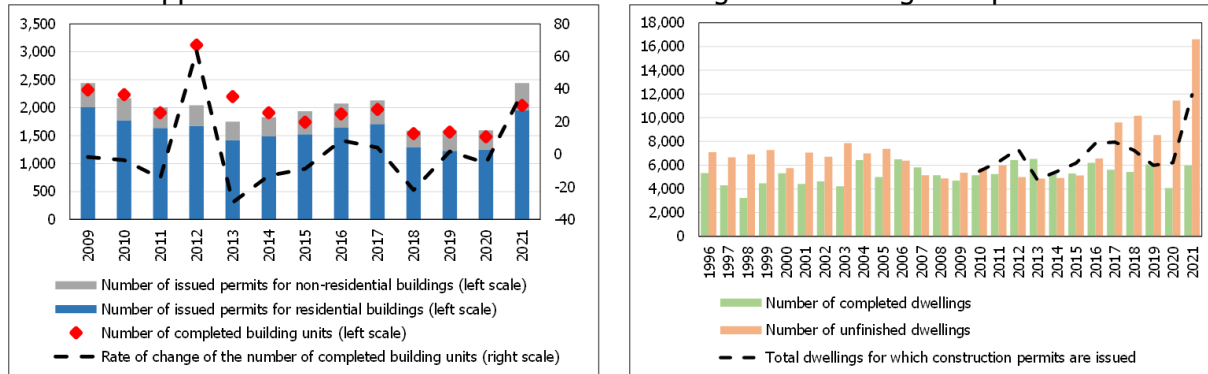 3,500
3,000
2,500
2,000
1,500
1,000
500
0
80
60
40
20
0
-20
-40
2009 2010 2011 2012 2013 2014 2015 2016 2017 2018 2019 2020 2021
Number of issued permits for non-residential buildings (left scale)
Number of issued permits for residential buildings (left scale)
Number of completed building units (left scale)
Rate of change of the number of completed building units (right scale)
18,000
16,000
14,000
12,000
10,000
8,000
6,000
4,000
2,000
0
1996 1997 1998 1999 2000 2001 2002 2003 2004 2005 2006 2007 2008 2009 2010 2011 2012 2013 2014 2015 2016 2017 2018 2019 2020 2021
Number of completed dwellings
Number of unfinished dwellings
Total dwellings for which construction permits are issued